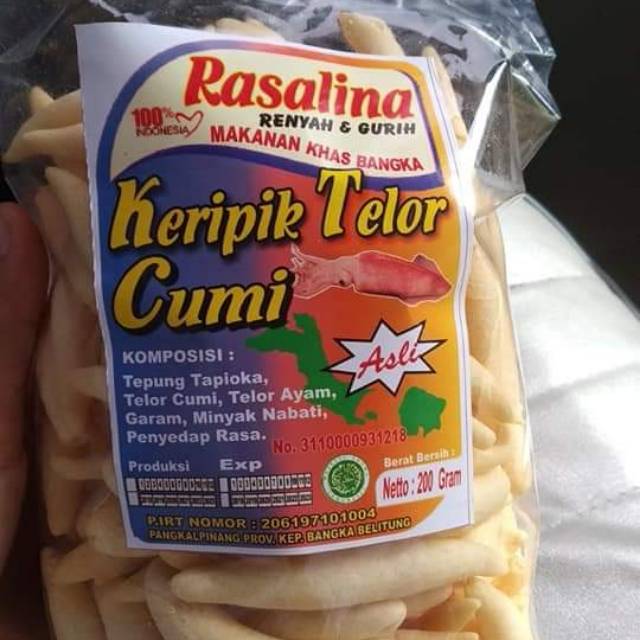 Rasalina
RENYAH & GURIH
100%
INDONESIA
MAKANAN KHAS BANGKA
Keripik Telor
Cumi
Asli
KOMPOSISI :
Tepung Tapioka,
Telor Cumi, Telor Ayam,
Garam, Minyak Nabati,
Penyedap Rasa.
No. 3110000931218
Produksi Exp
Berat Bersih :
Netto : 200 Gram
P.IRT NOMOR : 206197101004
PANGKALPINANG PROV. KEP. BANGKA BELITUNG